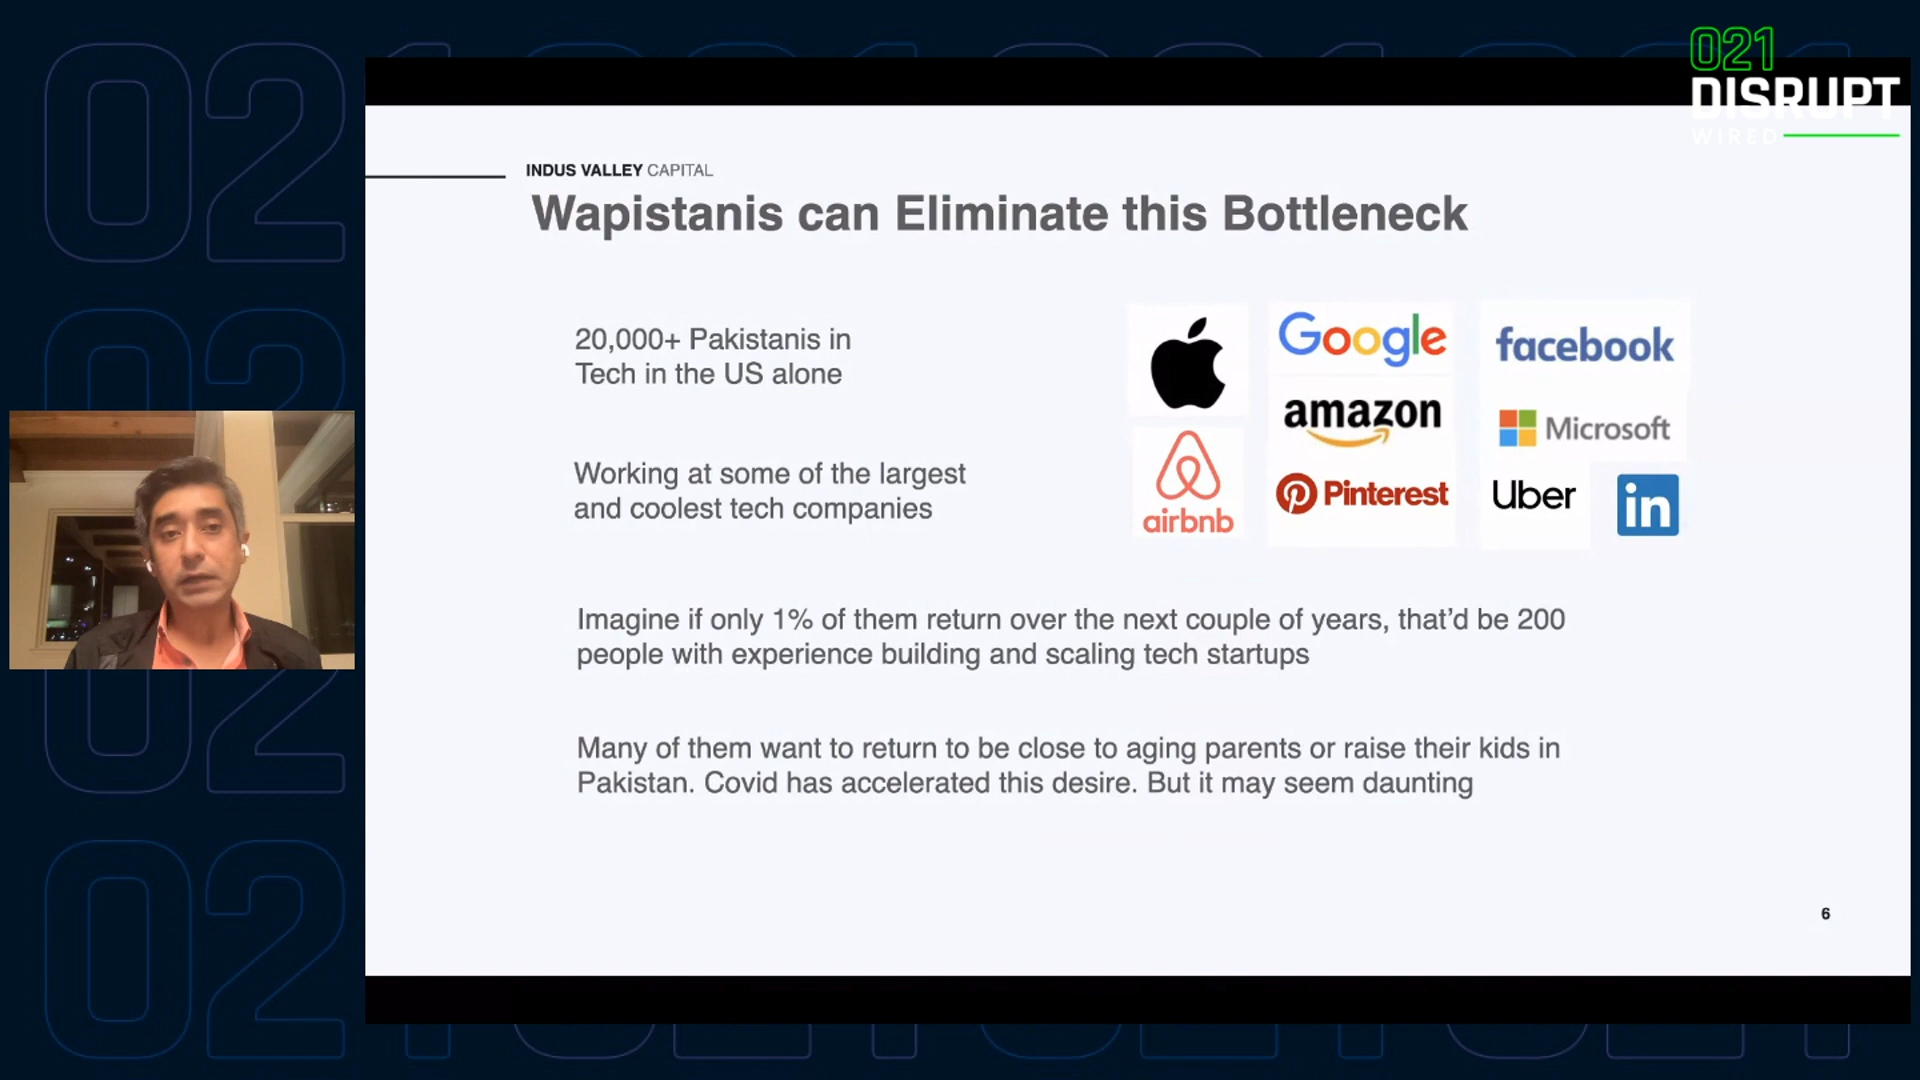 021
DISRUPT
WIRED
INDUS VALLEY CAPITAL
Wapistanis can Eliminate this Bottleneck
20,000+ Pakistanis in
Tech in the US alone
Working at some of the largest
and coolest tech companies
Google
facebook
amazon
Microsoft
airbnb
Pinterest
Uber
in
Imagine if only 1% of them return over the next couple of years, that’d be 200
people with experience building and scaling tech startups
Many of them want to return to be close to aging parents or raise their kids in
Pakistan. Covid has accelerated this desire. But it may seem daunting
6